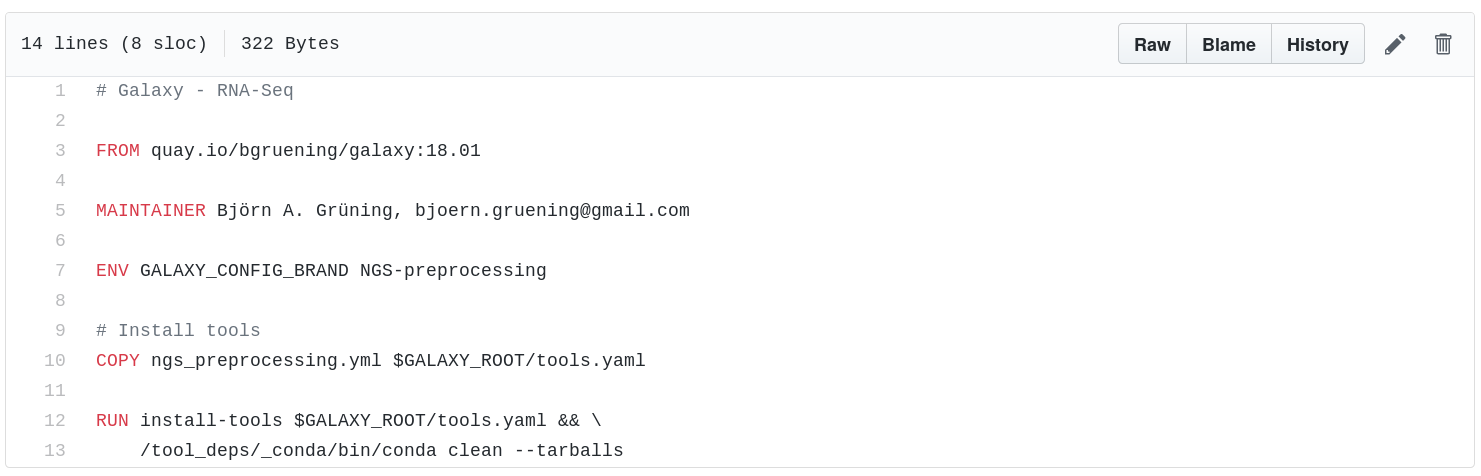 14 lines (8 sloc) 322 Bytes Raw Blame History
1 # Galaxy - RNA-Seq
2
3 FROM quay.io/bgruening/galaxy:18.01
4
5 MAINTAINER Björn A. Grüning, bjoern.gruening@gmail.com
6
7 ENV GALAXY_CONFIG_BRAND NGS-preprocessing
8
9 # Install tools
10 COPY ngs_preprocessing.yml $GALAXY_ROOT/tools.yaml
11
12 RUN install-tools $GALAXY_ROOT/tools.yaml && \
13 /tool_deps/_conda/bin/conda clean --tarballs